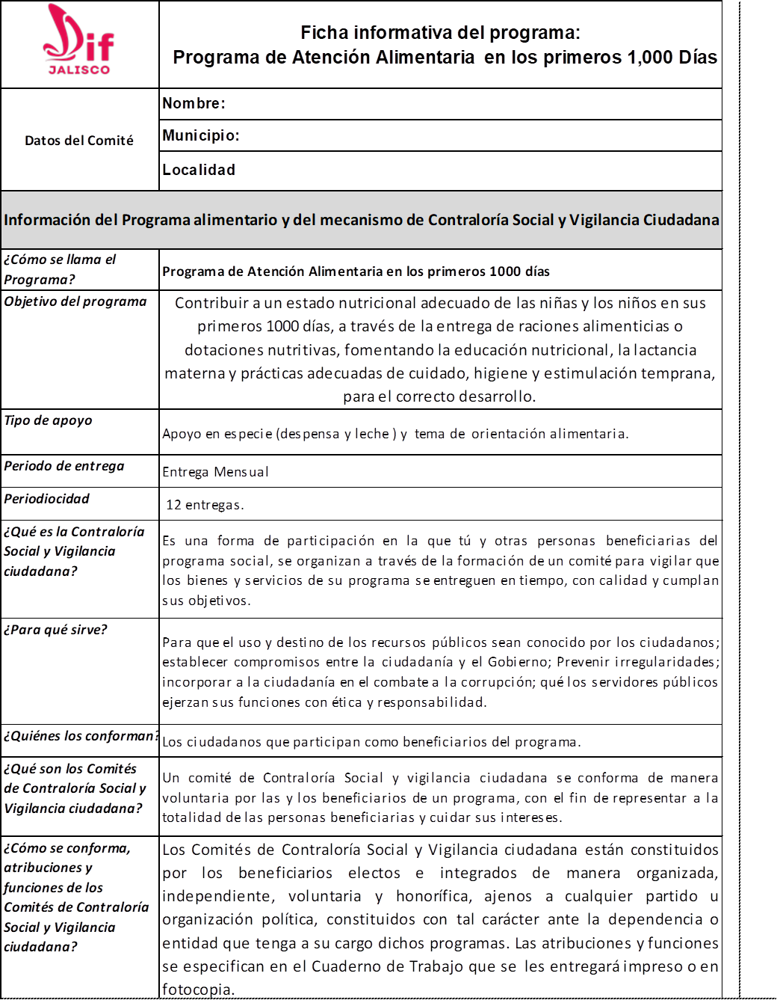 Dif
JALISCO
Ficha informativa del programa:
Programa de Atención Alimentaria en los primeros 1,000 Días
Datos del Comité
Nombre:
Municipio:
Localidad
Información del Programa alimentario y del mecanismo de Contraloría Social y Vigilancia Ciudadana
¿Cómo se llama el
Programa?
Programa de Atención Alimentaria en los primeros 1000 días
Objetivo del programa
Contribuir a un estado nutricional adecuado de las niñas y los niños en sus
primeros 1000 días, a través de la entrega de raciones alimenticias o
dotaciones nutritivas, fomentando la educación nutricional, la lactancia
materna y prácticas adecuadas de cuidado, higiene y estimulación temprana,
para el correcto desarrollo.
Tipo de apoyo
Apoyo en especie (despensa y leche ) y tema de orientación alimentaria.
Periodo de entrega
Entrega Mensual
Periodiocidad
12 entregas.
¿Qué es la Contraloría
Social y Vigilancia
ciudadana?
Es una forma de participación en la que tú y otras personas beneficiarias del
programa social, se organizan a través de la formación de un comité para vigilar que
los bienes y servicios de su programa se entreguen en tiempo, con calidad y cumplan
sus objetivos.
¿Para qué sirve?
Para que el uso y destino de los recursos públicos sean conocido por los ciudadanos;
establecer compromisos entre la ciudadanía y el Gobierno; Prevenir irregularidades;
incorporar a la ciudadanía en el combate a la corrupción; qué los servidores públicos
ejerzan sus funciones con ética y responsabilidad.
¿Quiénes los conforman?
Los ciudadanos que participan como beneficiarios del programa.
¿Qué son los Comités
de Contraloría Social y
Vigilancia ciudadana?
Un comité de Contraloría Social y vigilancia ciudadana se conforma de manera
voluntaria por las y los beneficiarios de un programa, con el fin de representar a la
totalidad de las personas beneficiarias y cuidar sus intereses.
¿Cómo se conforma,
atribuciones y
funciones de los
Comités de Contraloría
Social y Vigilancia
ciudadana?
Los Comités de Contraloría Social y Vigilancia ciudadana están constituidos
por los beneficiarios electos e integrados de manera organizada,
independiente, voluntaria y honorífica, ajenos a cualquier partido u
organización política, constituidos con tal carácter ante la dependencia o
entidad que tenga a su cargo dichos programas. Las atribuciones y funciones
se especifican en el Cuaderno de Trabajo que se les entregará impreso o en
fotocopia.